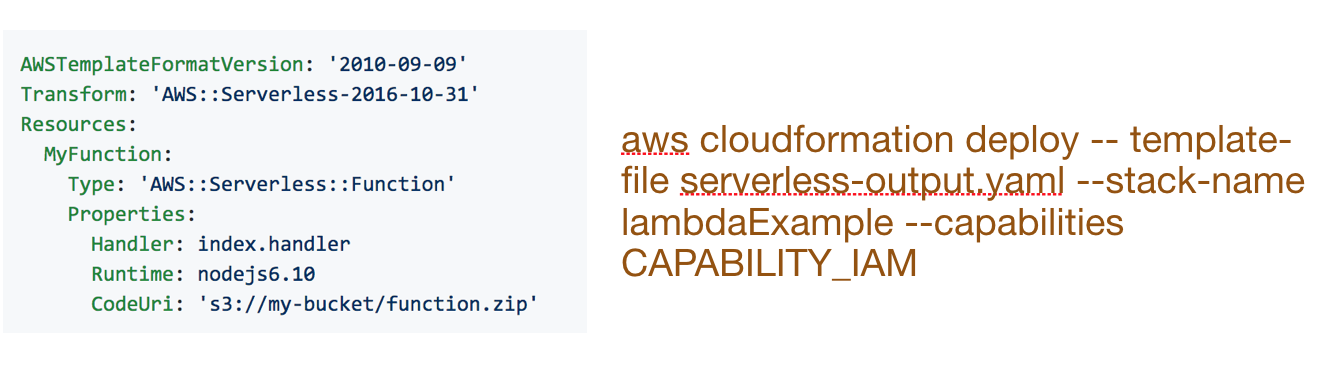 AWSTemplateFormatVersion: '2010-09-09'
Transform: 'AWS::Serverless-2016-10-31'
Resources:
  MyFunction:
    Type: 'AWS::Serverless::Function'
    Properties:
      Handler: index.handler
      Runtime: nodejs6.10
      CodeUri: 's3://my-bucket/function.zip'
aws cloudformation deploy -- template-
file serverless-output.yaml --stack-name
lambdaExample --capabilities
CAPABILITY_IAM